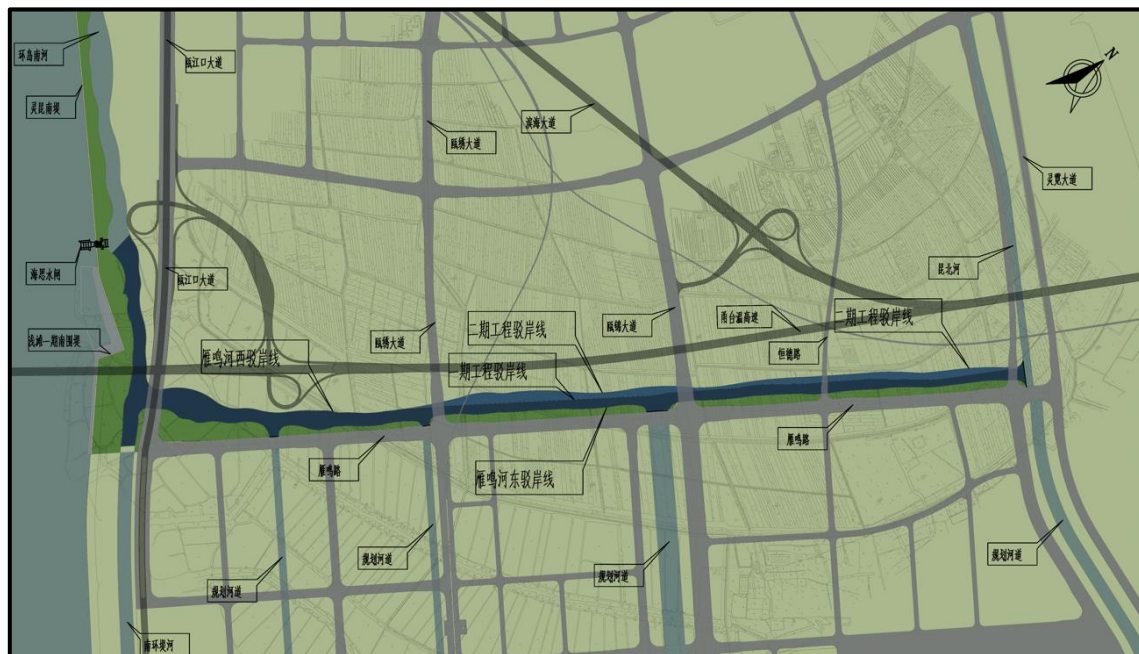 环岛南河
瓯江口大道
N
灵昆南堤
滨海大道
瓯绣大道
灵霓大道
海思水闸
瓯江口大道
昆北河
浅滩一期南围堤
瓯绣大道
二期工程驳岸线
瓯锦大道
甬台温高速
二期工程驳岸线
雁鸣河西驳岸线
一期工程驳岸线
恒德路
雁鸣路
雁鸣河东驳岸线
雁鸣路
规划河道
规划河道
规划河道
规划河道
南环坝河